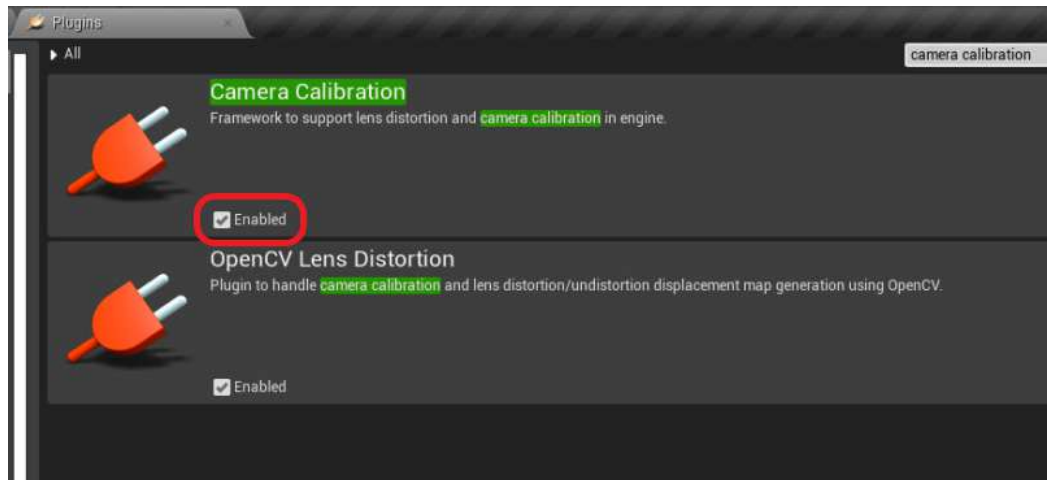 Plugins
All
camera calibration
Camera Calibration
Framework to support lens distortion and camera calibration in engine.
Enabled
OpenCV Lens Distortion
Plugin to handle camera calibration and lens distortion/undistortion displacement map generation using OpenCV.
Enabled